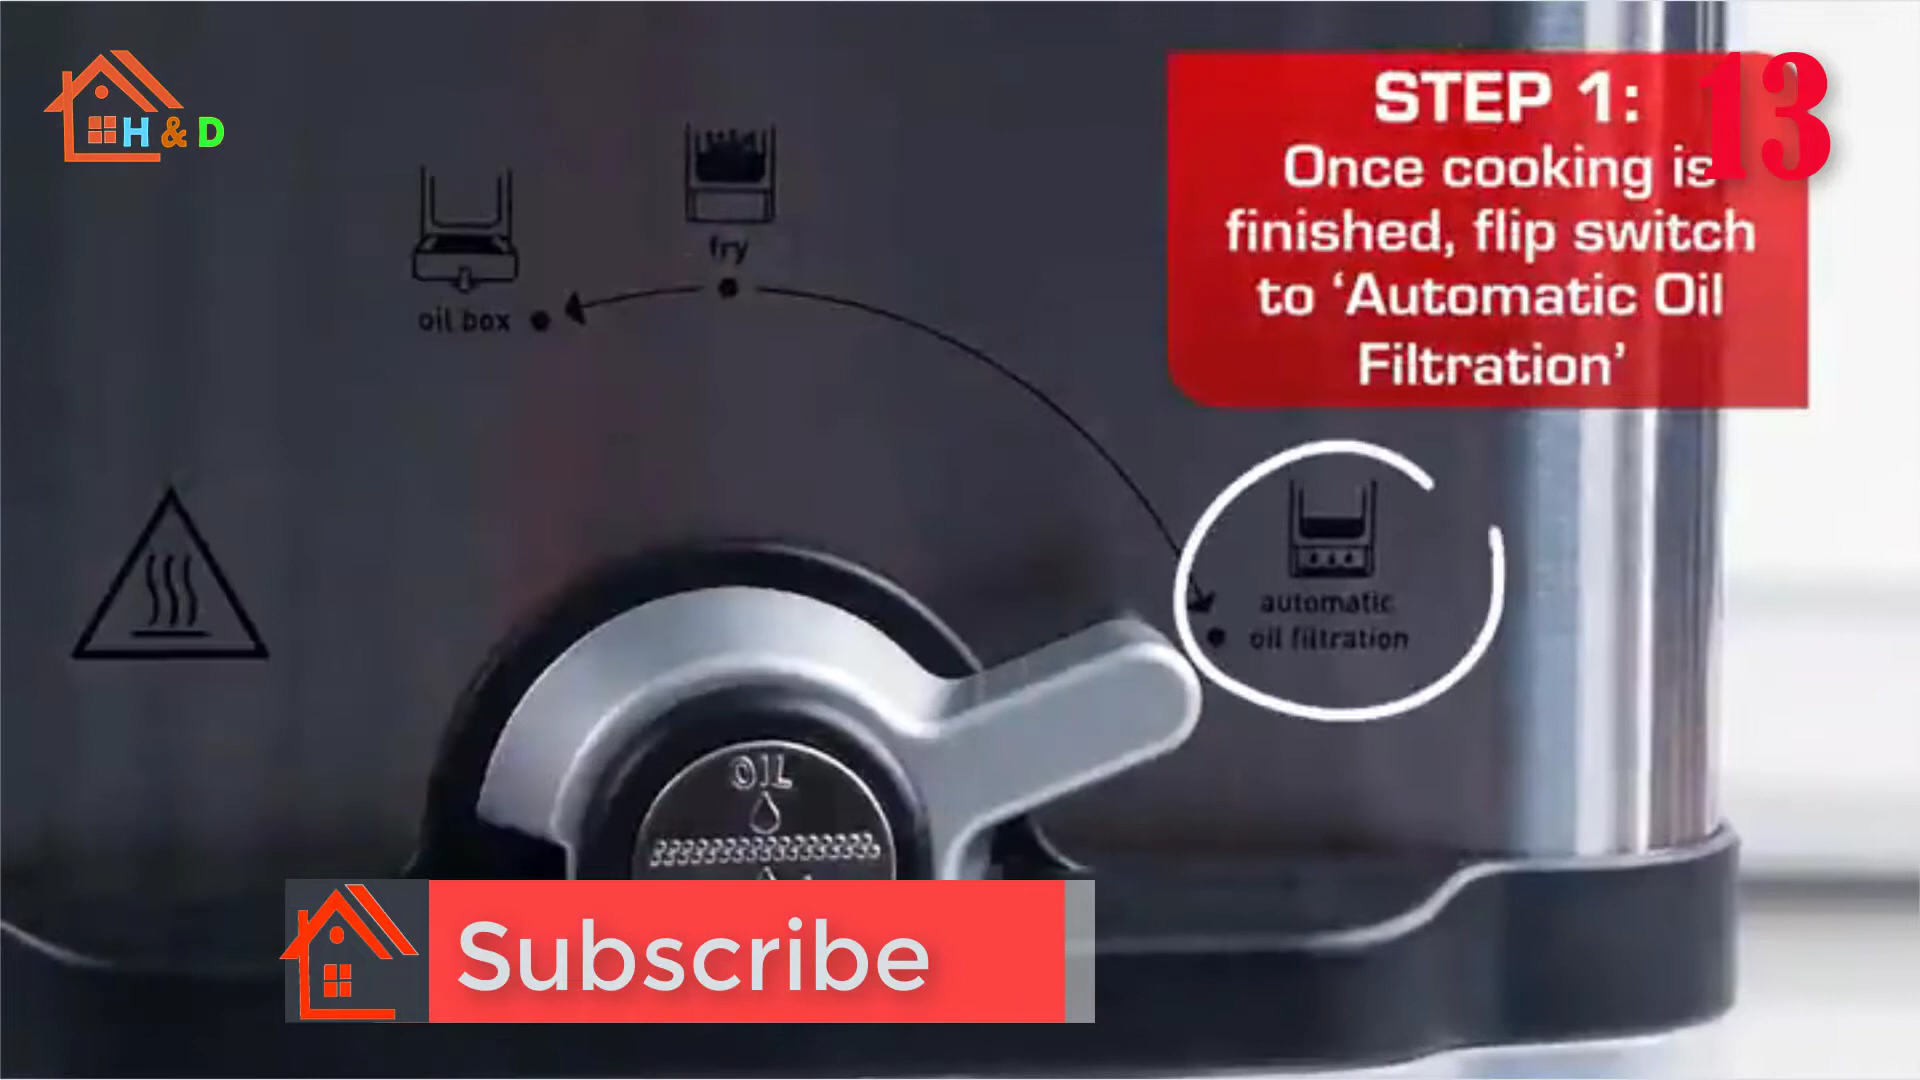 H & D
13
STEP 1:
Once cooking is
finished, flip switch
to ‘Automatic Oil
Filtration’
fry
oil box
automatic
oil filtration
OIL
Subscribe